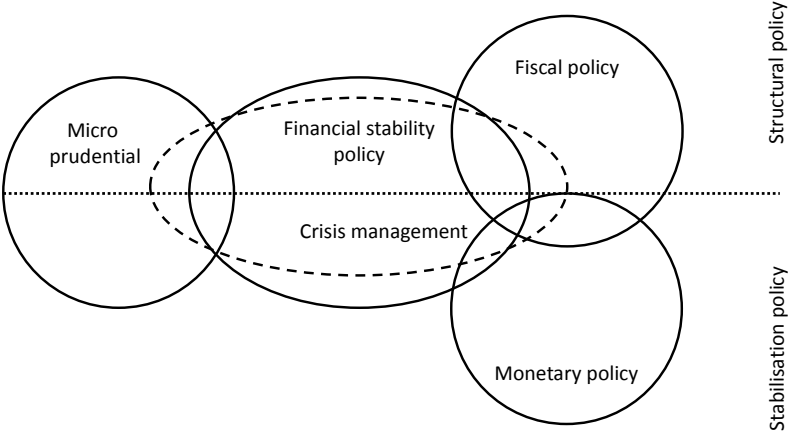 Fiscal policy
Micro
prudential
Financial stability
policy
Crisis management
Monetary policy
Structural policy
Stabilisation policy